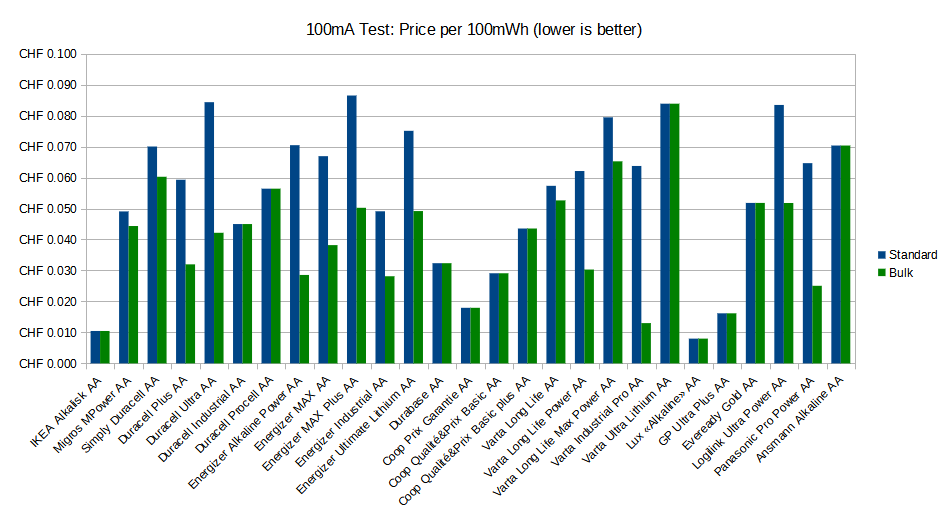 100mA Test: Price per 100mWh (lower is better)
CHF 0.100
CHF 0.090
CHF 0.080
CHF 0.070
CHF 0.060
CHF 0.050
CHF 0.040
CHF 0.030
CHF 0.020
CHF 0.010
CHF 0.000
Standard
Bulk
IKEA Alkalisk AA
Migros MPower AA
Simply Duracell AA
Duracell Plus AA
Duracell Ultra AA
Duracell Industrial AA
Duracell Procell AA
Energizer Alkaline Power AA
Energizer MAX AA
Energizer MAX Plus AA
Energizer Industrial AA
Energizer Ultimate Lithium AA
Durabase AA
Coop Prix Garantie AA
Coop Qualité&Prix Basic AA
Coop Qualité&Prix Basic plus AA
Varta Long Life AA
Varta Long Life Power AA
Varta Long Life Max Power AA
Varta Industrial Pro AA
Varta Ultra Lithium AA
Lux «Alkaline» AA
GP Ultra Plus AA
Eveready Gold AA
Logilink Ultra Power AA
Panasonic Pro Power AA
Ansmann Alkaline AA